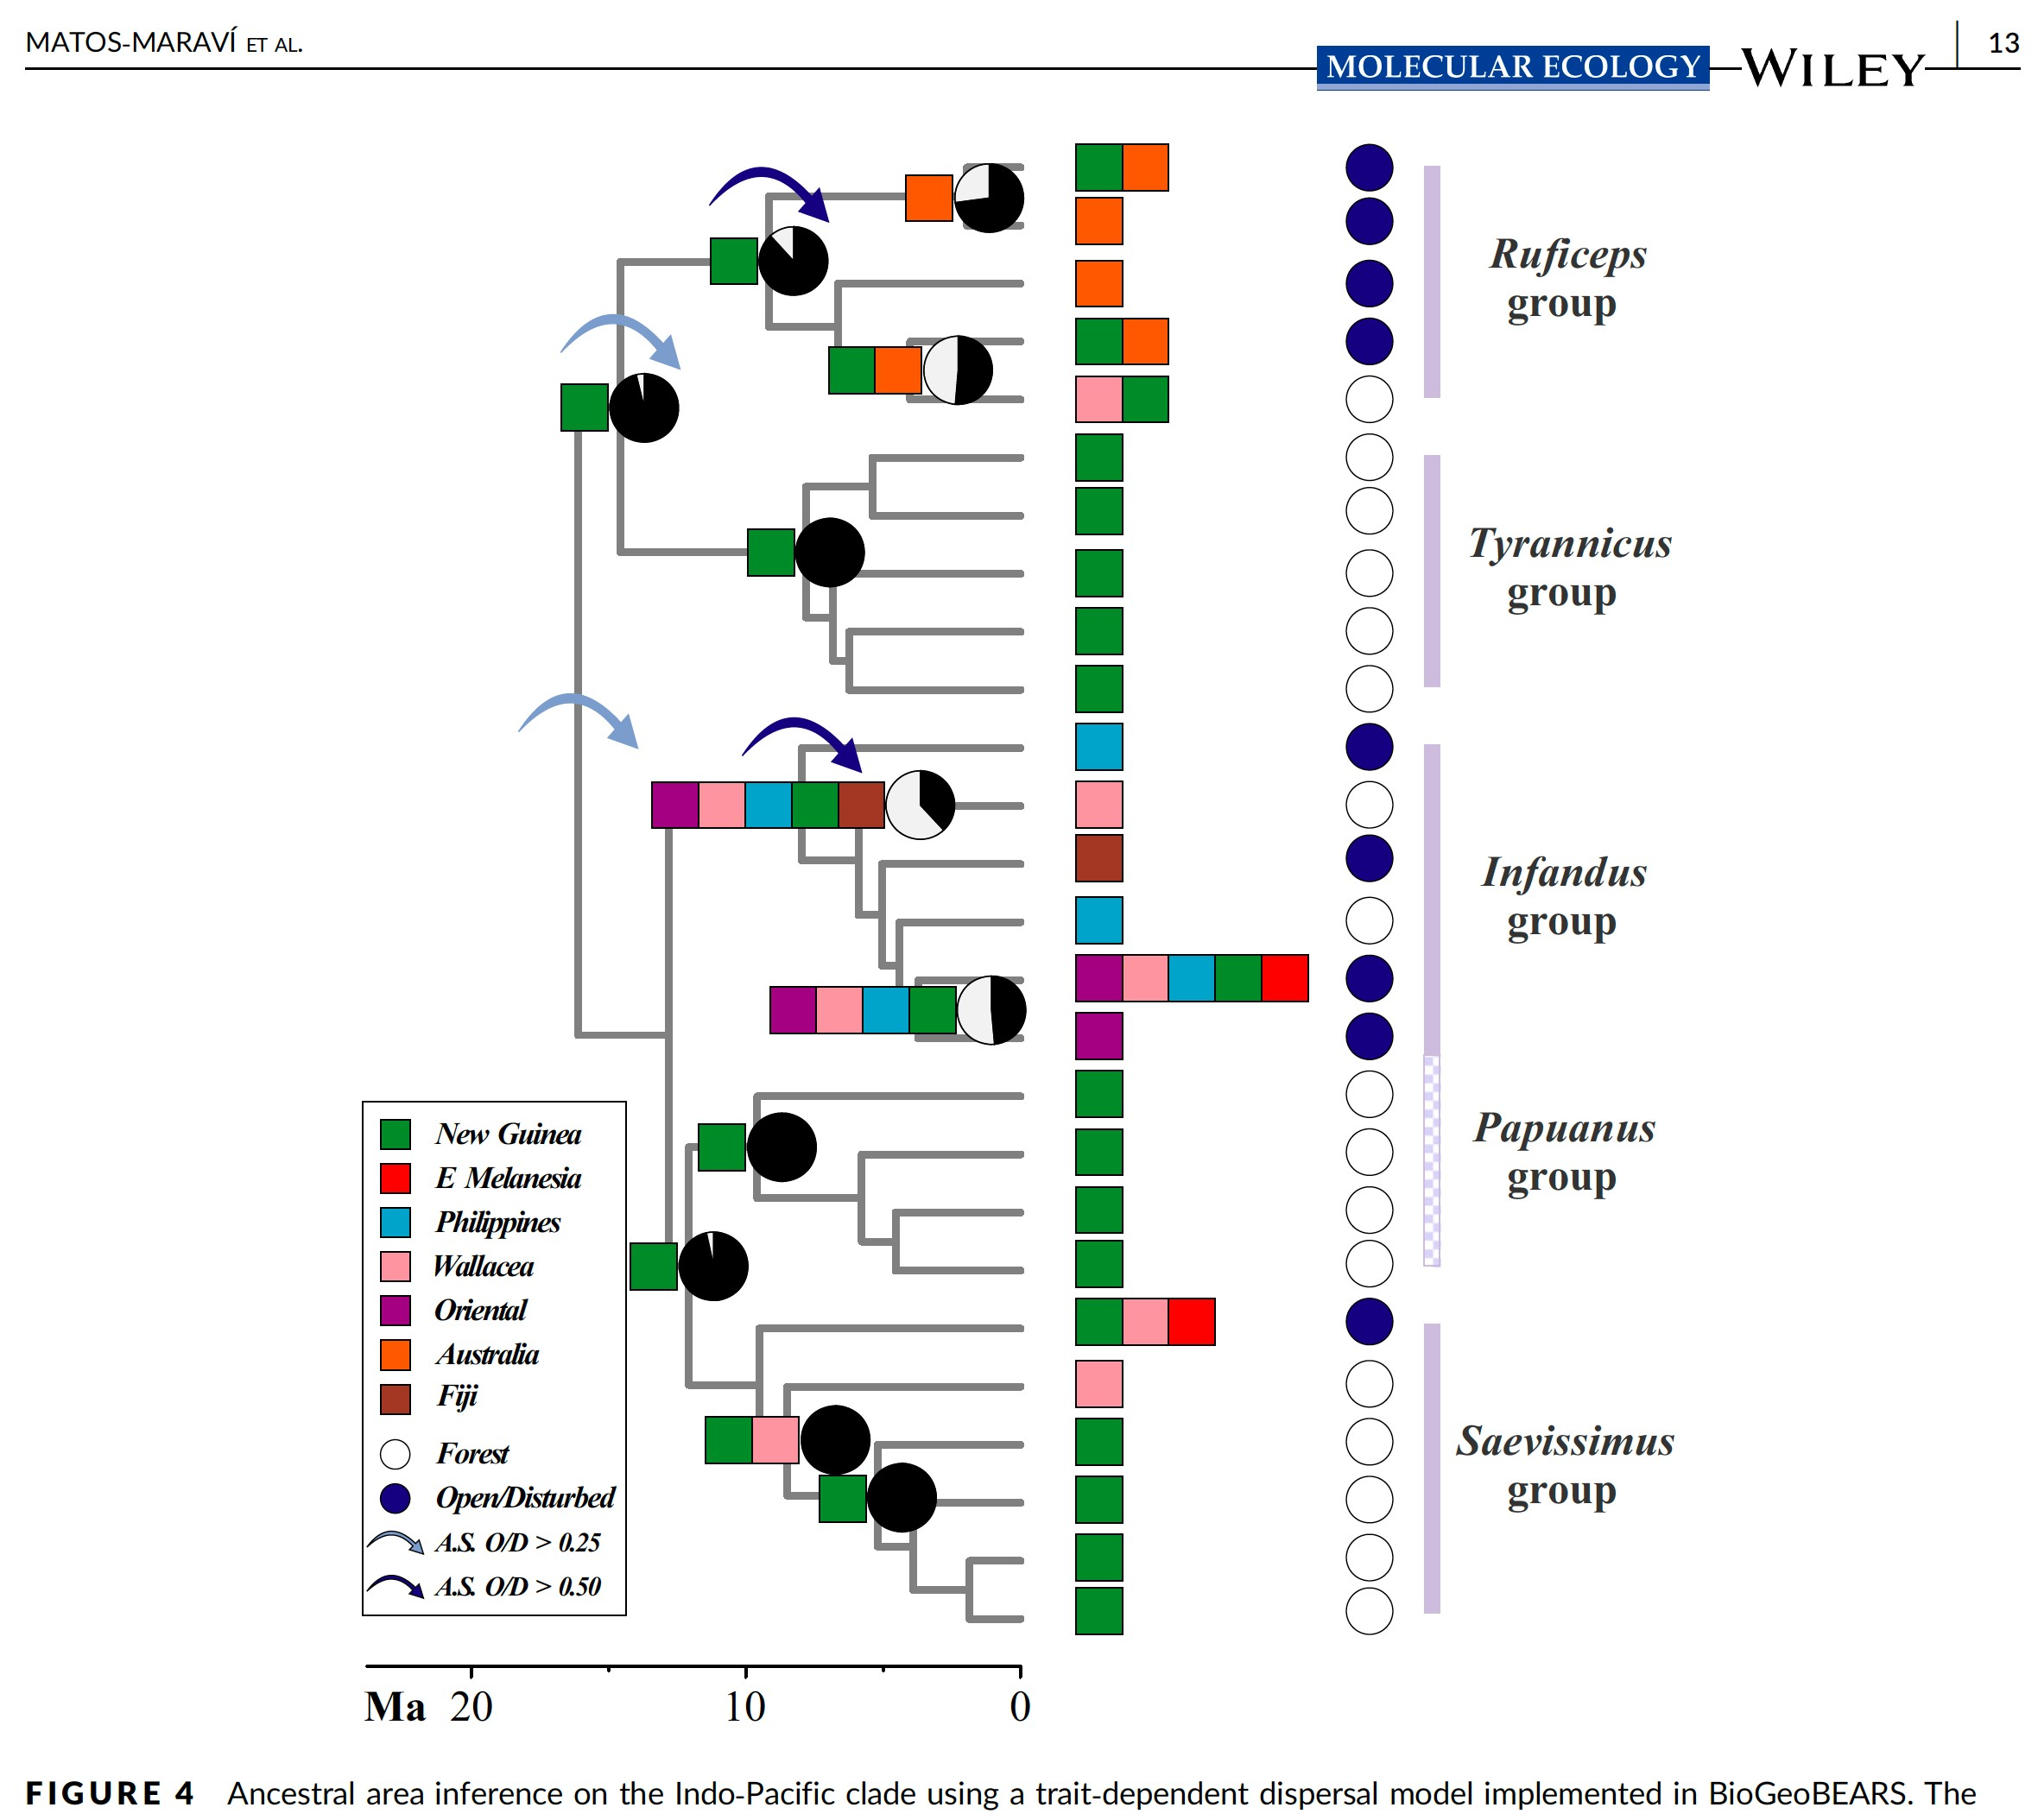 MATOS-MARAVÍ ET AL.
MOLECULAR ECOLOGY
WILEY
13
Ruficeps
group
Tyrannicus
group
Infandus
group
Papuanus
group
Saevissimus
group
New Guinea
E Melanesia
Philippines
Wallacea
Oriental
Australia
Fiji
Forest
Open/Disturbed
A.S. O/D > 0.25
A.S. O/D > 0.50
Ma 20 10 0
FIGURE 4 Ancestral area inference on the Indo-Pacific clade using a trait-dependent dispersal model implemented in BioGeoBEARS. The